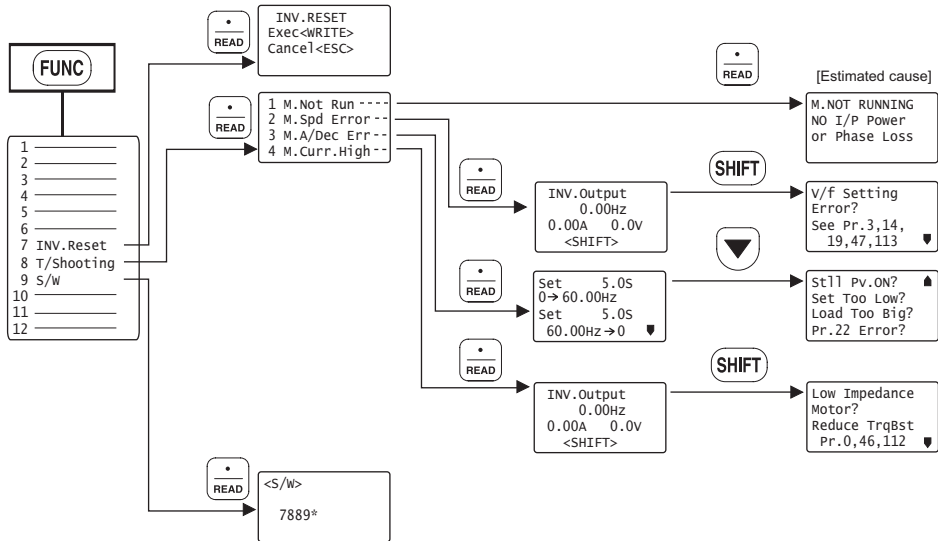 FUNC
1
2
3
4
5
6
7 INV.Reset
8 T/Shooting
9 S/W
10
11
12
READ
INV.RESET
Exec<WRITE>
Cancel<ESC>
READ
1 M.Not Run ----
2 M.Spd Error--
3 M.A/Dec Err--
4 M.Curr.High--
READ
[Estimated cause]
M.NOT RUNNING
NO I/P Power
or Phase Loss
READ
INV.Output
0.00Hz
0.00A 0.0V
<SHIFT>
SHIFT
V/f Setting
Error?
See Pr.3,14,
19,47,113
READ
Set 5.0S
0→60.00Hz
Set 5.0S
60.00Hz→0
Stll Pv.ON?
Set Too Low?
Load Too Big?
Pr.22 Error?
READ
INV.Output
0.00Hz
0.00A 0.0V
<SHIFT>
SHIFT
Low Impedance
Motor?
Reduce TrqBst
Pr.0,46,112
READ
<S/W>
7889*